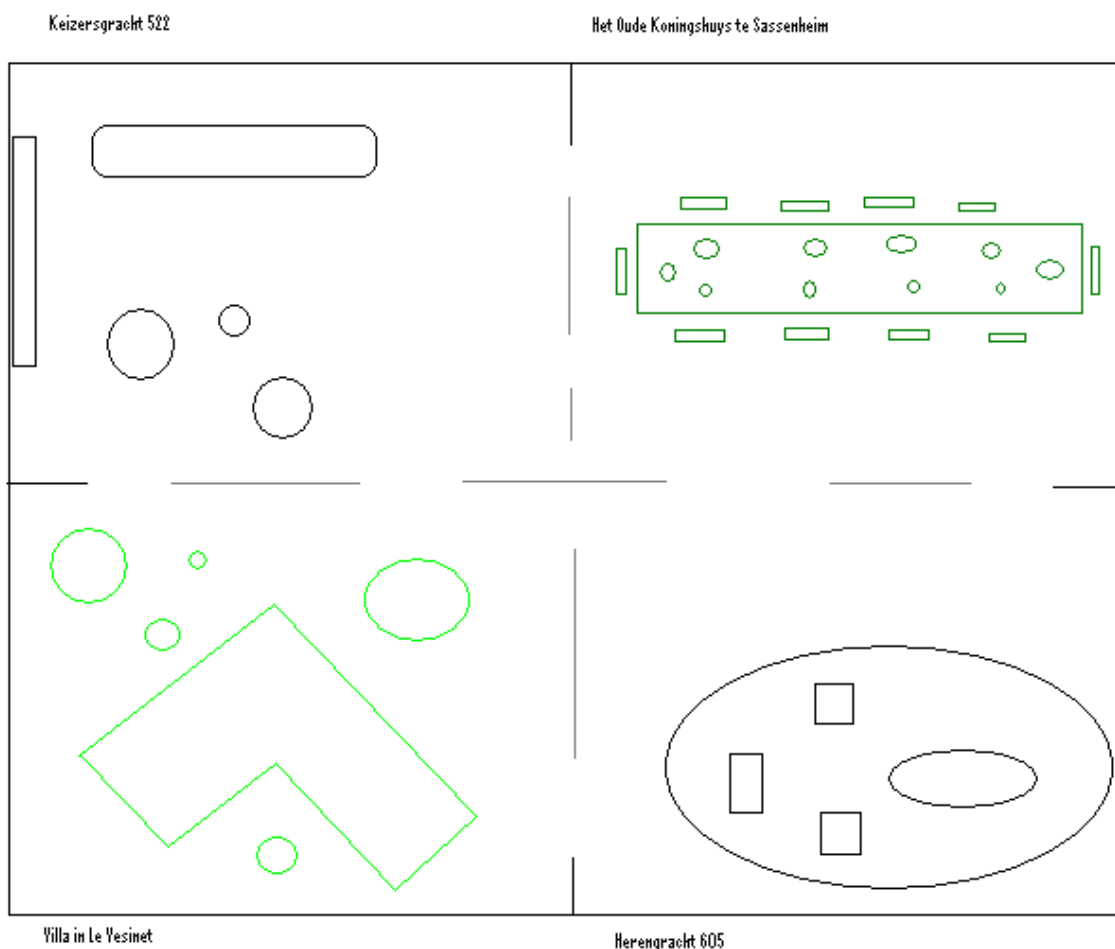 Keizersgracht 522
Het Oude Koningshuys te Sassenheim
Villa in Le Vesinet
Herengracht 605